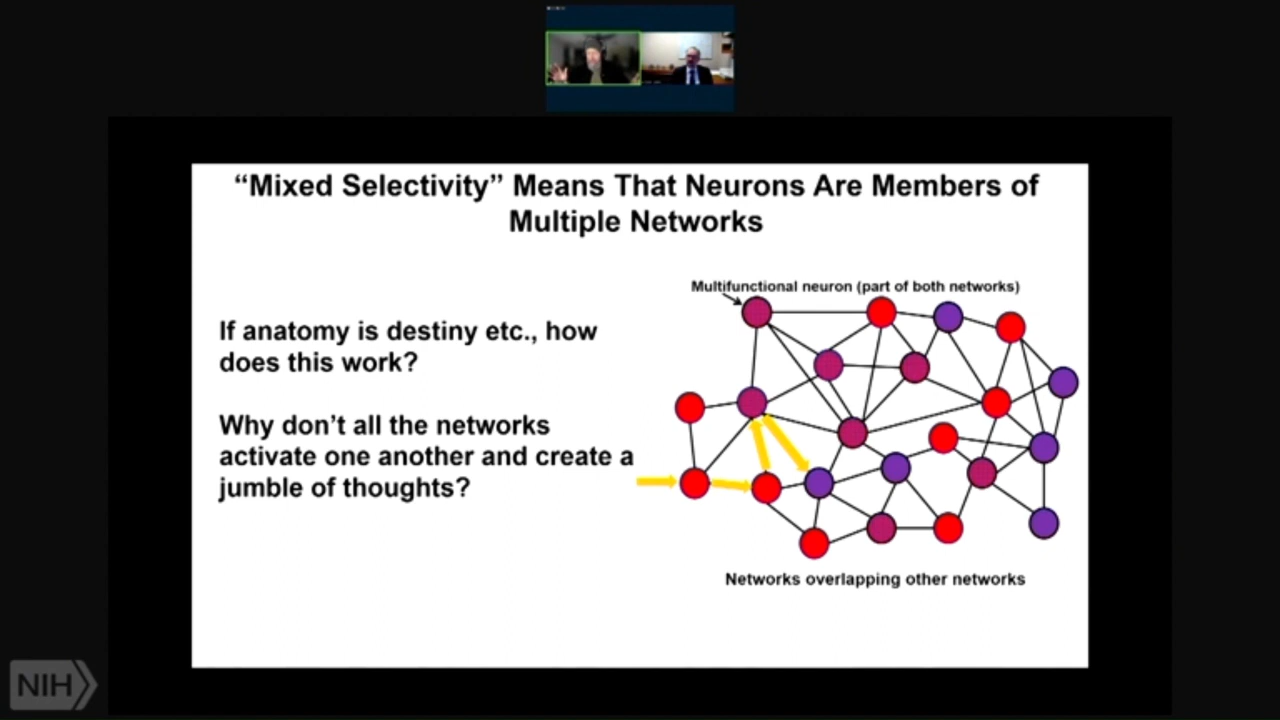 “Mixed Selectivity” Means That Neurons Are Members of
Multiple Networks
Multifunctional neuron (part of both networks)
If anatomy is destiny etc., how
does this work?
Why don’t all the networks
activate one another and create a
jumble of thoughts?
Networks overlapping other networks
NIH